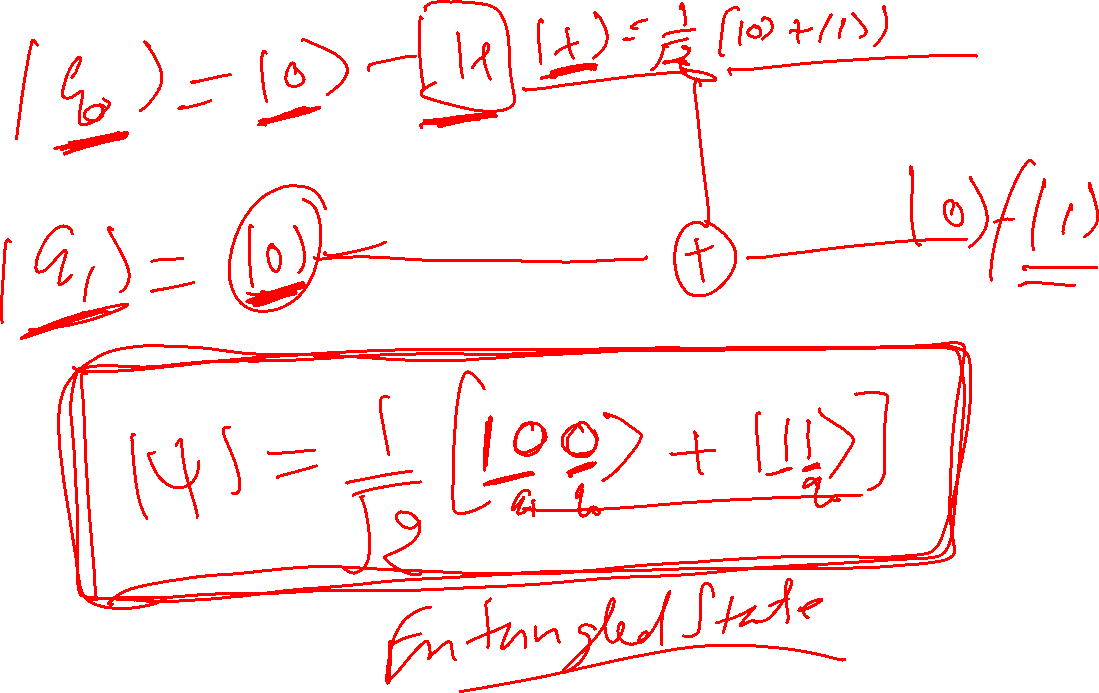 |q₀⟩ = |0⟩ – H |+⟩ = 1/√2 (|0⟩ + |1⟩)
|q₁⟩ = |0⟩ ⊕ |0⟩ / |1⟩
|ψ⟩ = 1/√2 [|00⟩ + |11⟩]
q₁ q₀ q₀
Entangled State